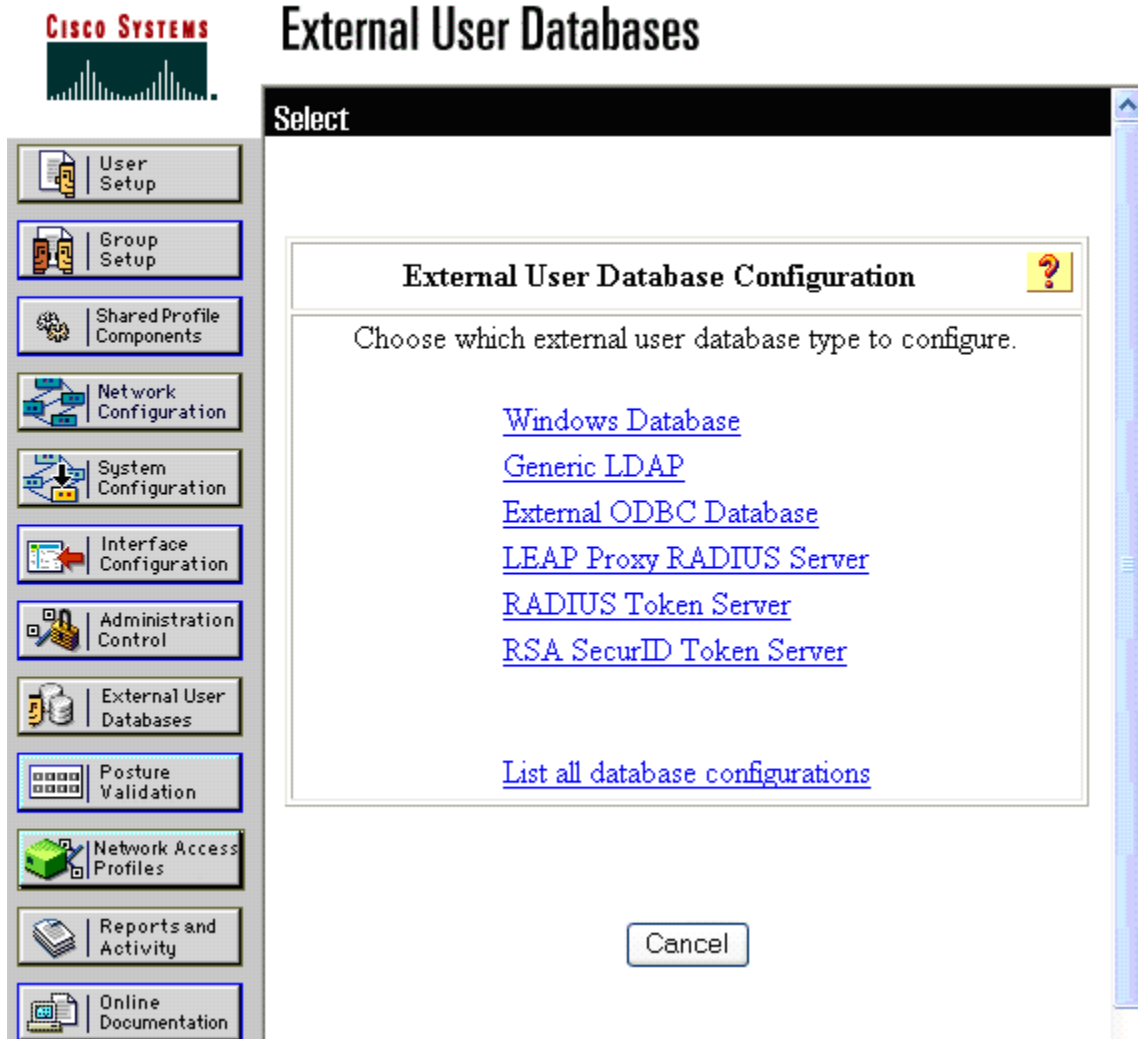 CISCO SYSTEMS
External User Databases
Select
User
Setup
Group
Setup
Shared Profile
Components
Network
Configuration
System
Configuration
Interface
Configuration
Administration
Control
External User
Databases
Posture
Validation
Network Access
Profiles
Reports and
Activity
Online
Documentation
External User Database Configuration
?
Choose which external user database type to configure.
Windows Database
Generic LDAP
External ODBC Database
LEAP Proxy RADIUS Server
RADIUS Token Server
RSA SecurID Token Server
List all database configurations
Cancel